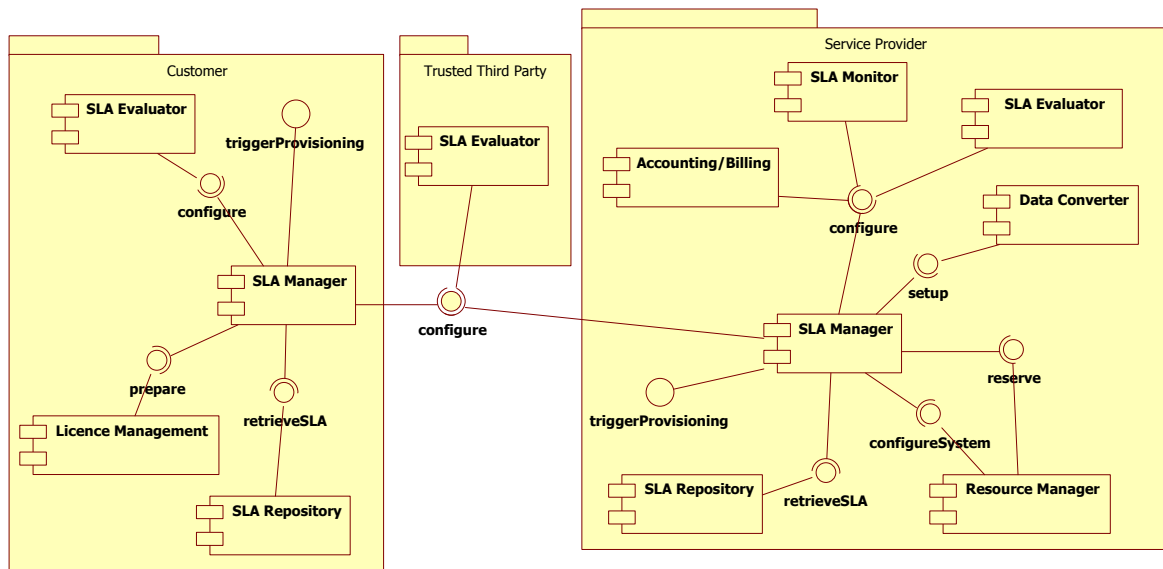 Customer
SLA Evaluator
triggerProvisioning
configure
SLA Manager
prepare
retrieveSLA
Licence Management
SLA Repository
Trusted Third Party
SLA Evaluator
configure
Service Provider
SLA Monitor
SLA Evaluator
Accounting/Billing
Data Converter
configure
setup
SLA Manager
reserve
triggerProvisioning
configureSystem
SLA Repository
retrieveSLA
Resource Manager